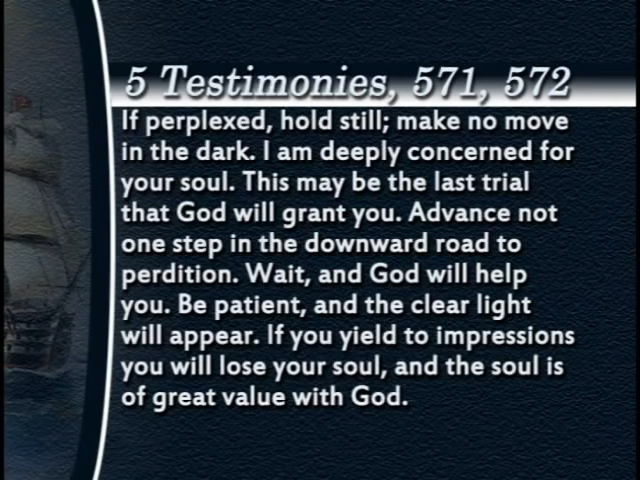 5 Testimonies, 571, 572
If perplexed, hold still; make no move
in the dark. I am deeply concerned for
your soul. This may be the last trial
that God will grant you. Advance not
one step in the downward road to
perdition. Wait, and God will help
you. Be patient, and the clear light
will appear. If you yield to impressions
you will lose your soul, and the soul is
of great value with God.